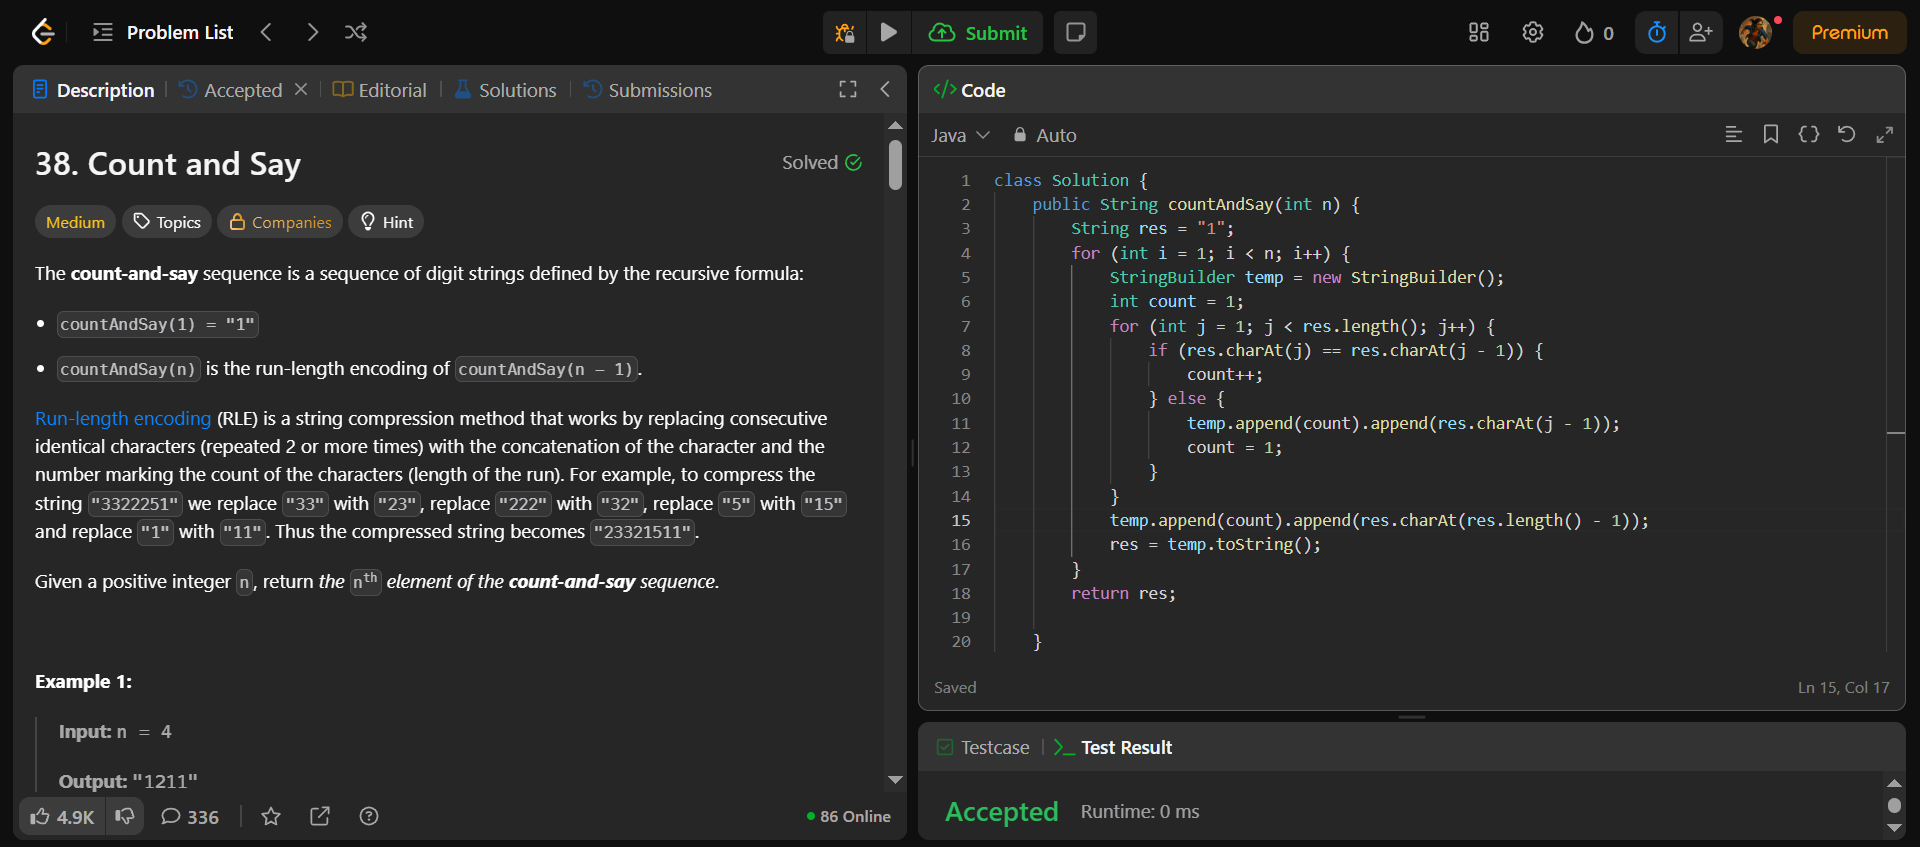 Problem List
Submit
0
Premium
Description
Accepted
Editorial
Solutions
Submissions
38. Count and Say
Solved
Medium
Topics
Companies
Hint
The count-and-say sequence is a sequence of digit strings defined by the recursive formula:
• countAndSay(1) = "1"
• countAndSay(n) is the run-length encoding of countAndSay(n - 1).
Run-length encoding (RLE) is a string compression method that works by replacing consecutive
identical characters (repeated 2 or more times) with the concatenation of the character and the
number marking the count of the characters (length of the run). For example, to compress the
string "3322251" we replace "33" with "23", replace "222" with "32", replace "5" with "15"
and replace "1" with "11". Thus the compressed string becomes "23321511".
Given a positive integer n, return the nth element of the count-and-say sequence.
Example 1:
Input: n = 4
Output: "1211"
4.9K
336
86 Online
</> Code
Java
Auto
1 class Solution {
2     public String countAndSay(int n) {
3         String res = "1";
4         for (int i = 1; i < n; i++) {
5             StringBuilder temp = new StringBuilder();
6             int count = 1;
7             for (int j = 1; j < res.length(); j++) {
8                 if (res.charAt(j) == res.charAt(j - 1)) {
9                     count++;
10                 } else {
11                     temp.append(count).append(res.charAt(j - 1));
12                     count = 1;
13                 }
14             }
15             temp.append(count).append(res.charAt(res.length() - 1));
16             res = temp.toString();
17         }
18         return res;
19
20     }
Saved
Ln 15, Col 17
Testcase
Test Result
Accepted
Runtime: 0 ms